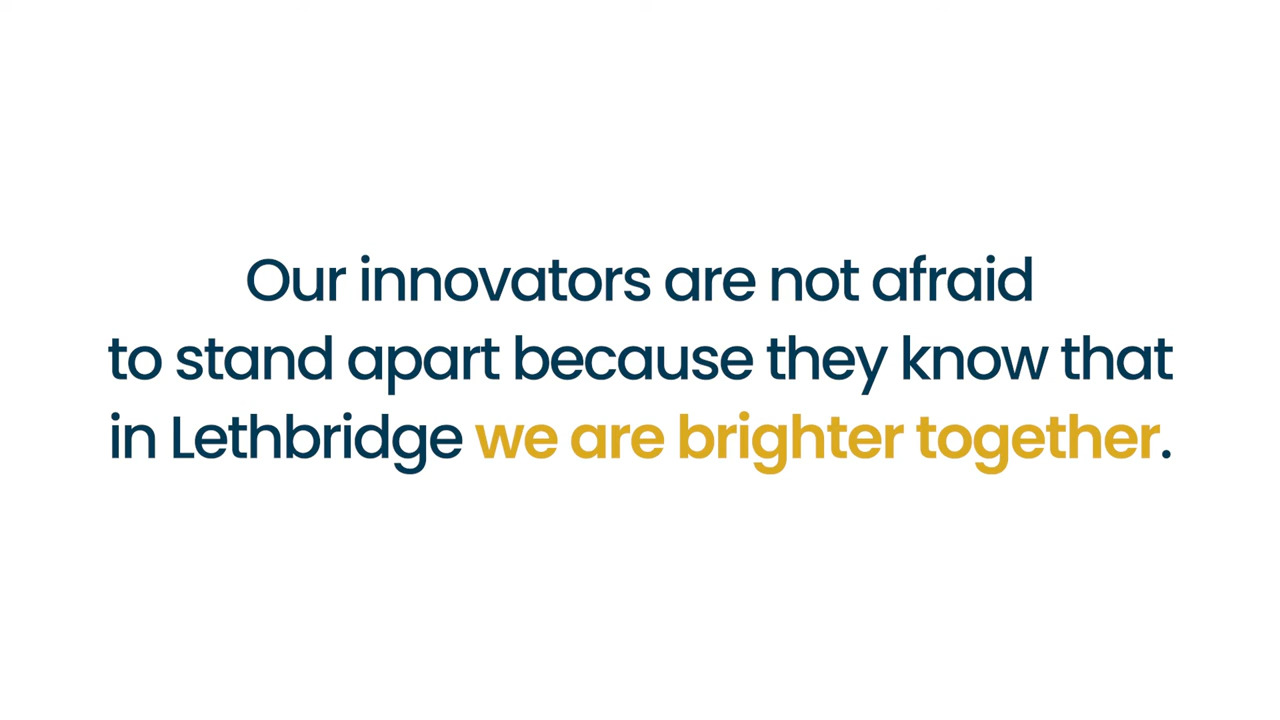 Our innovators are not afraid
to stand apart because they know that
in Lethbridge we are brighter together.